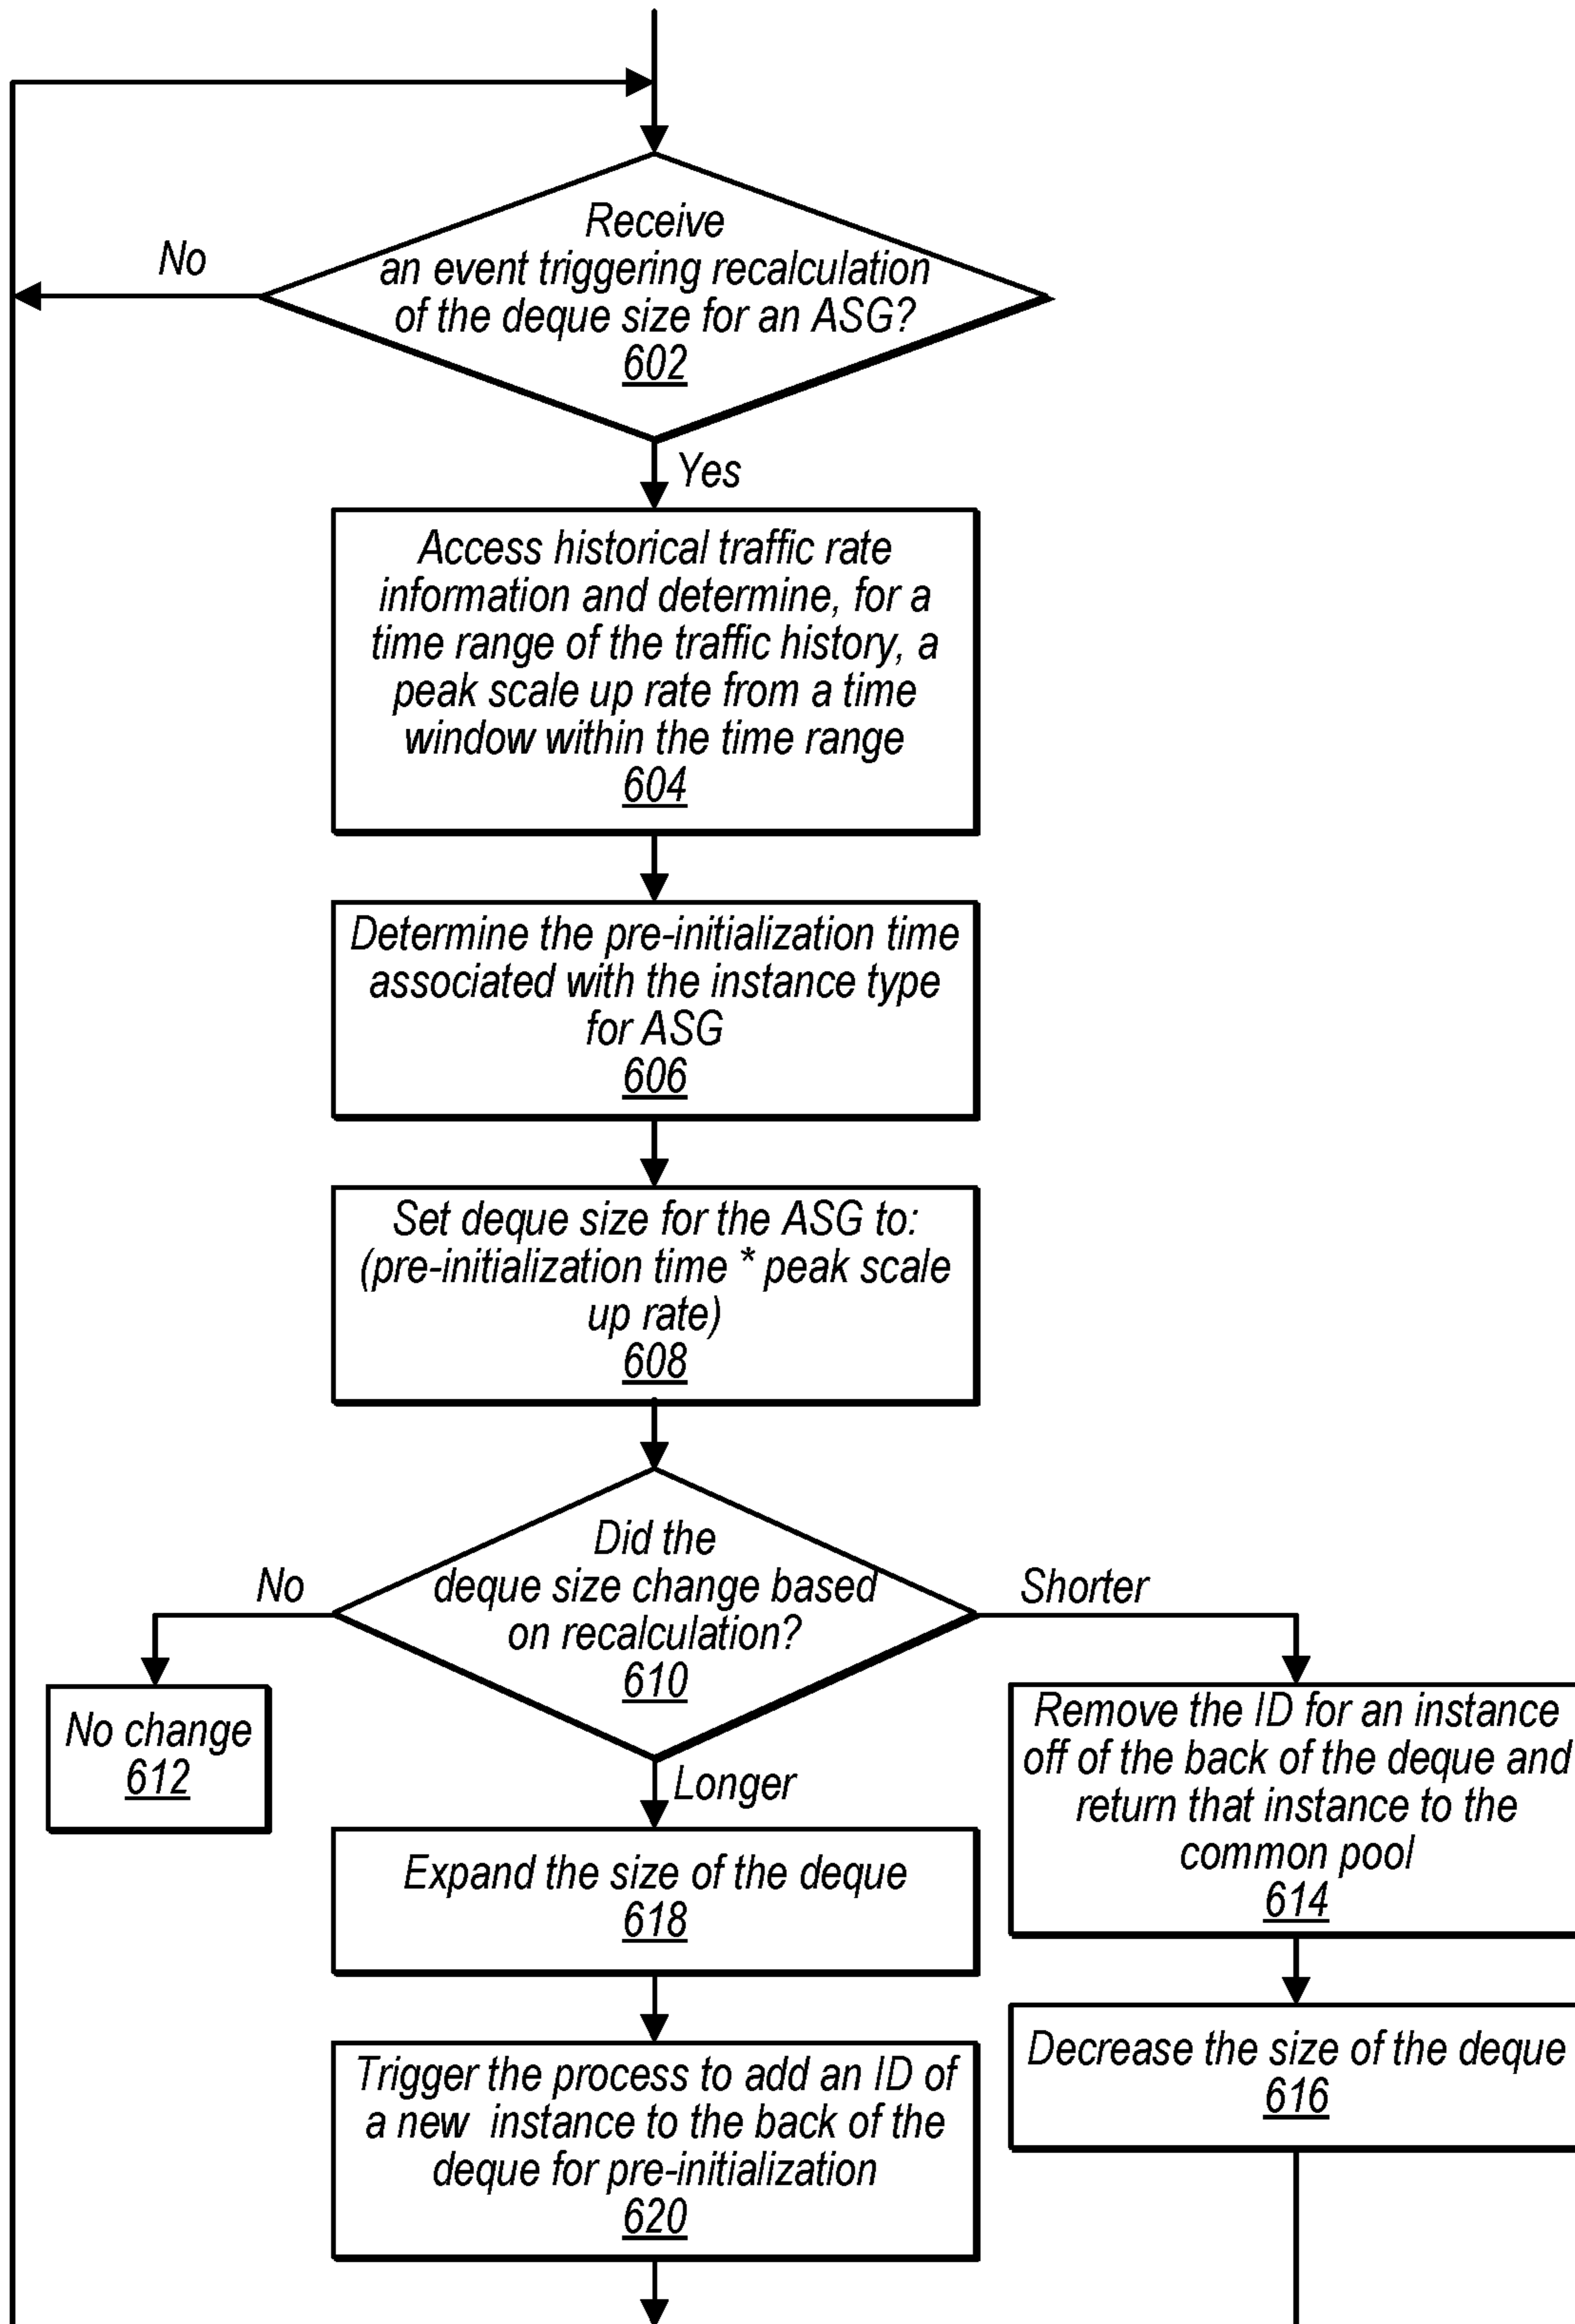 Receive
an event triggering recalculation
of the deque size for an ASG?
602
No
Yes
Access historical traffic rate
information and determine, for a
time range of the traffic history, a
peak scale up rate from a time
window within the time range
604
Determine the pre-initialization time
associated with the instance type
for ASG
606
Set deque size for the ASG to:
(pre-initialization time * peak scale
up rate)
608
Did the
deque size change based
on recalculation?
610
No
Shorter
Longer
No change
612
Remove the ID for an instance
off of the back of the deque and
return that instance to the
common pool
614
Expand the size of the deque
618
Decrease the size of the deque
616
Trigger the process to add an ID of
a new instance to the back of the
deque for pre-initialization
620